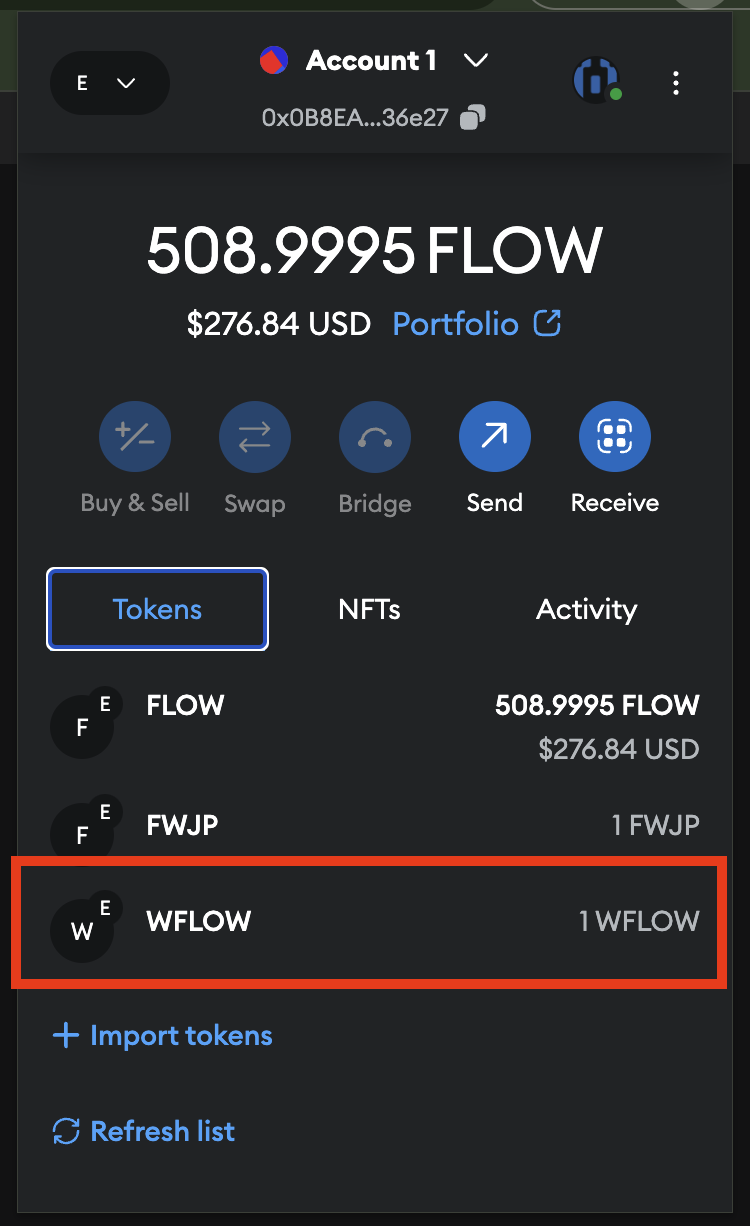 E
Account 1
0x0B8EA...36e27
508.9995 FLOW
$276.84 USD Portfolio
Buy & Sell
Swap
Bridge
Send
Receive
Tokens
NFTs
Activity
F
E
FLOW
508.9995 FLOW
$276.84 USD
F
E
FWJP
1 FWJP
W
E
WFLOW
1 WFLOW
Import tokens
Refresh list